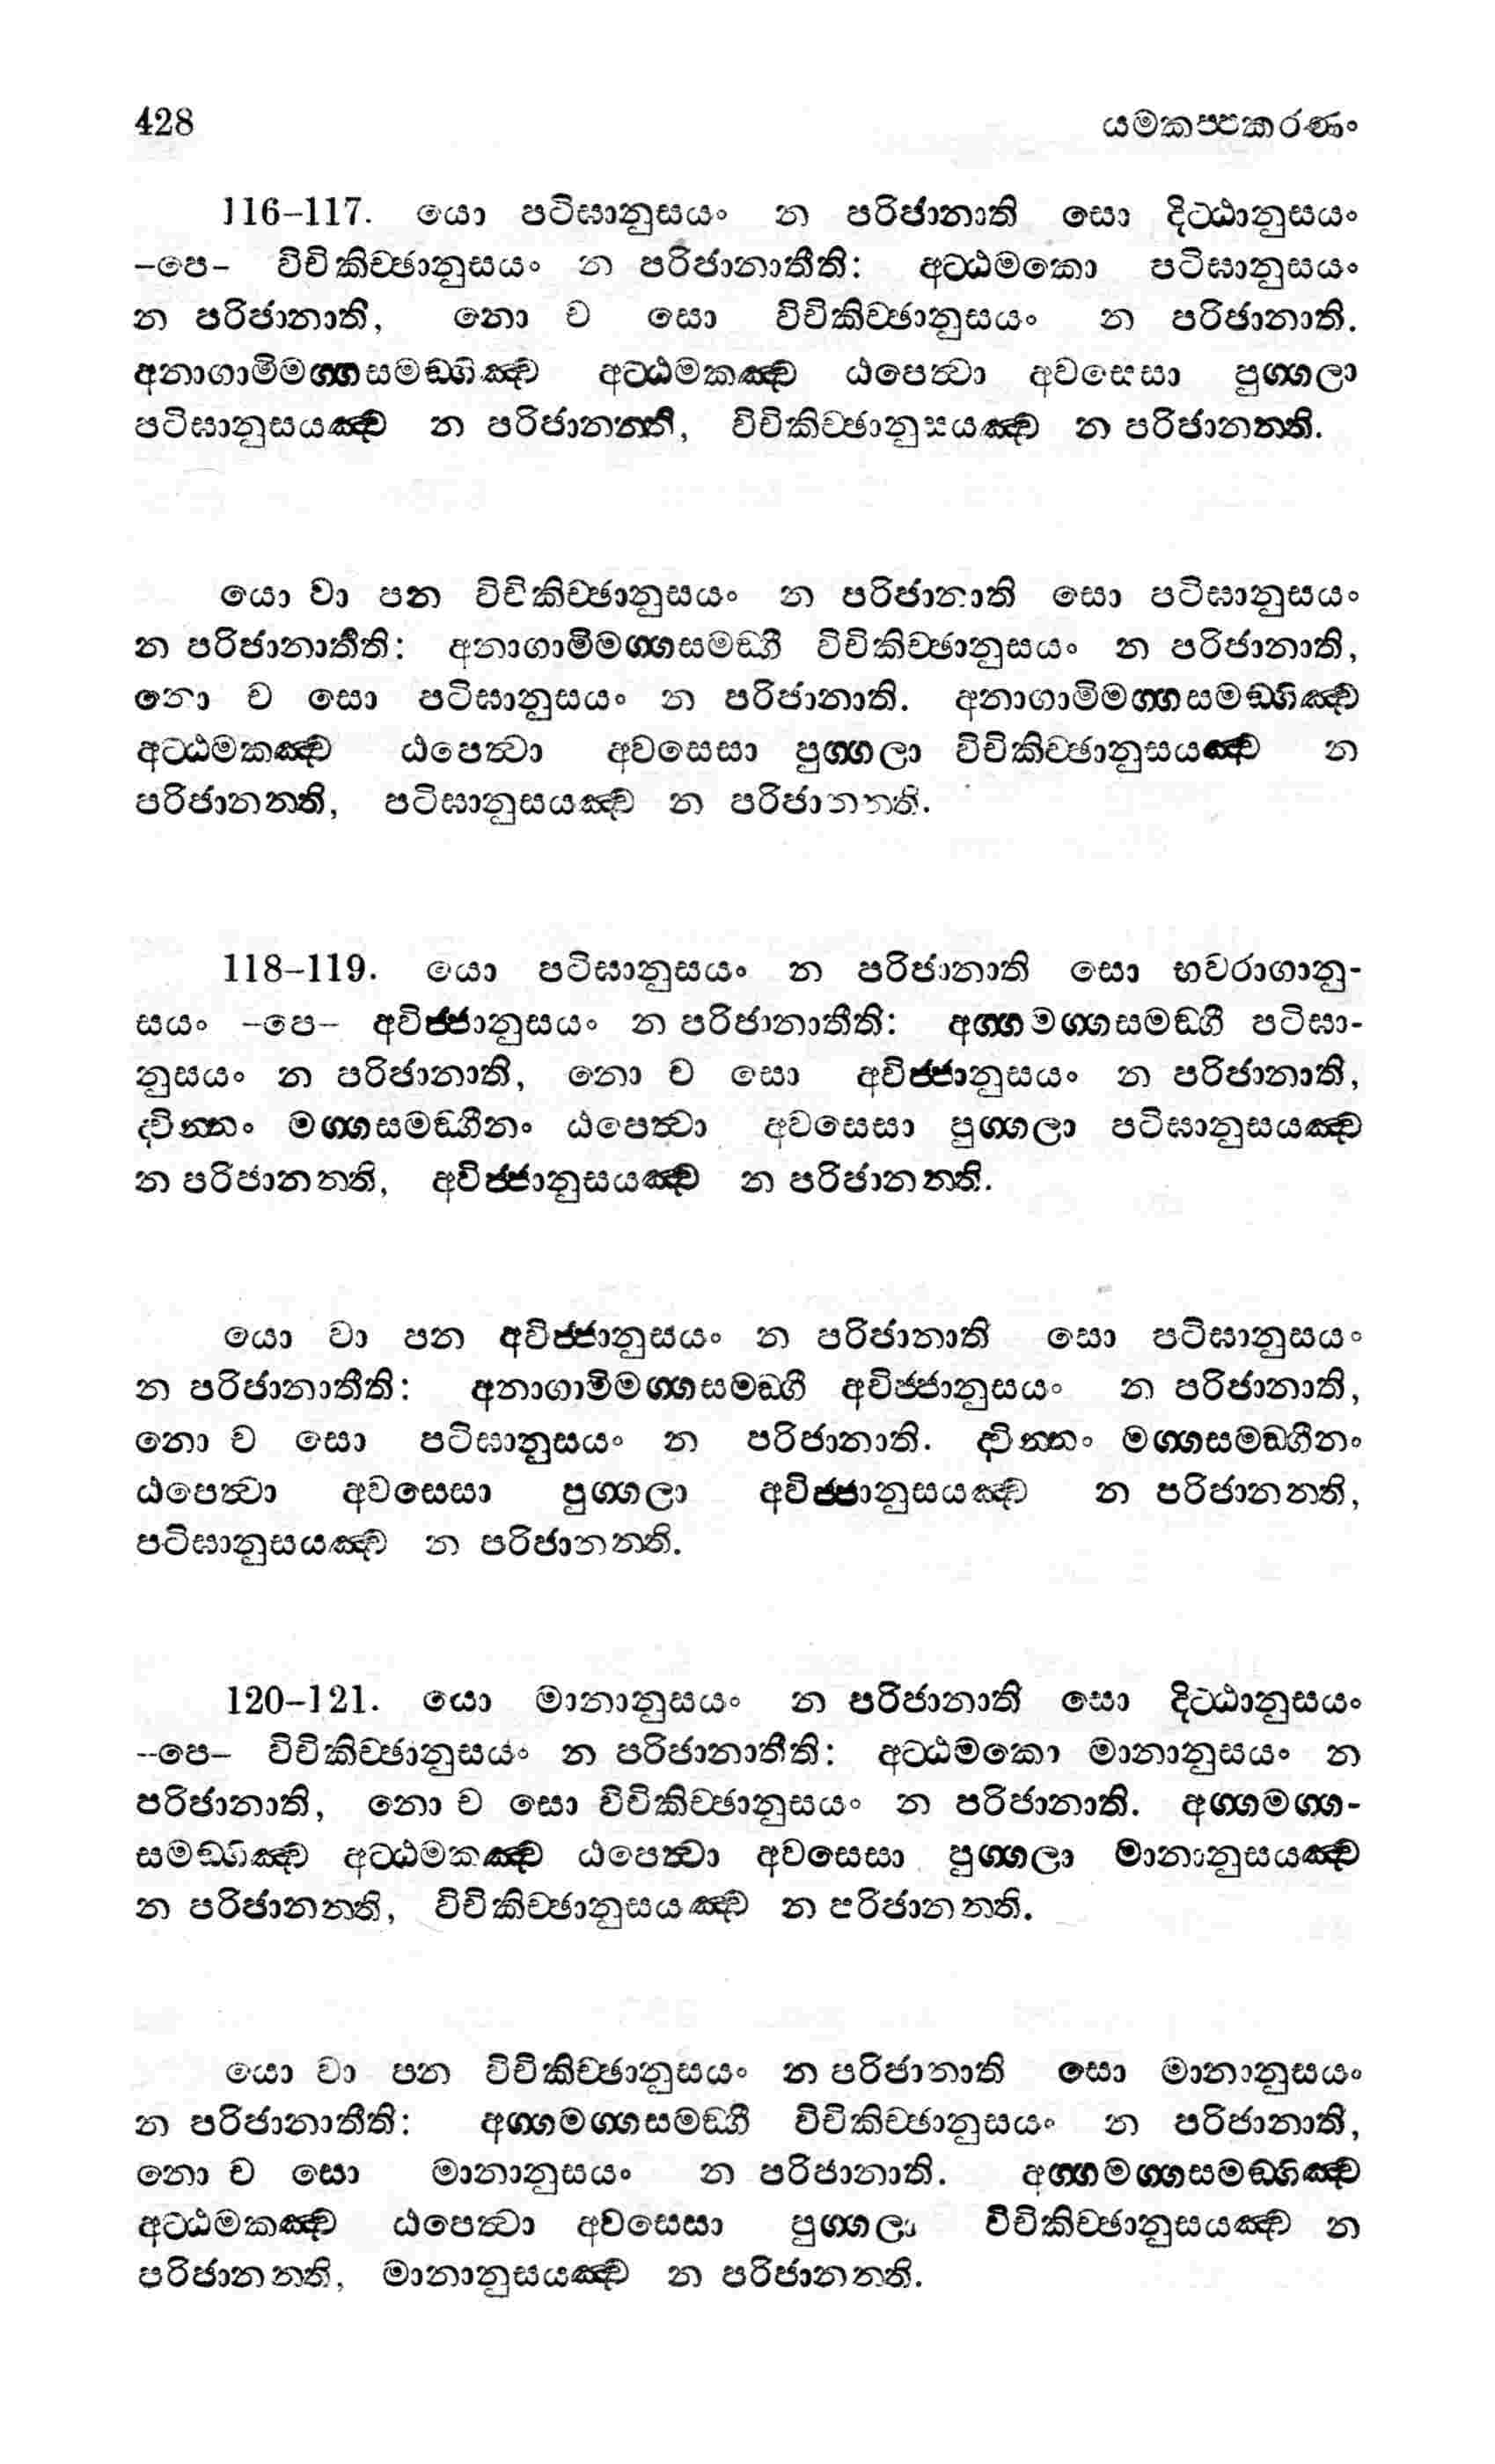 428 යමකප්පකරණං
116–117. යො පටිඝානුසයං න පරිජානාති සො දිට්ඨානුසයං
–පෙ– විචිකිච්ඡානුසයං න පරිජානාතීති: අට්ඨමකො පටිඝානුසයං
න පරිජානාති, නො ච සො විචිකිච්ඡානුසයං න පරිජානාති.
අනාගාමිමග්ගසමඞ්ගිඤ්ච අට්ඨමකඤ්ච ඨපෙත්වා අවසෙසා පුග්ගලා
පටිඝානුසයඤ්ච න පරිජානන්ති, විචිකිච්ඡානුසයඤ්ච න පරිජානන්ති.
යො වා පන විචිකිච්ඡානුසයං න පරිජානාති සො පටිඝානුසයං
න පරිජානාතීති: අනාගාමිමග්ගසමඞ්ගී විචිකිච්ඡානුසයං න පරිජානාති,
නො ච සො පටිඝානුසයං න පරිජානාති. අනාගාමිමග්ගසමඞ්ගිඤ්ච
අට්ඨමකඤ්ච ඨපෙත්වා අවසෙසා පුග්ගලා විචිකිච්ඡානුසයඤ්ච න
පරිජානන්ති, පටිඝානුසයඤ්ච න පරිජානන්ති.
118–119. යො පටිඝානුසයං න පරිජානාති සො භවරාගානු-
සයං –පෙ– අවිජ්ජානුසයං න පරිජානාතීති: අග්ගමග්ගසමඞ්ගී පටිඝා-
නුසයං න පරිජානාති, නො ච සො අවිජ්ජානුසයං න පරිජානාති,
ද්වින්නං මග්ගසමඞ්ගීනං ඨපෙත්වා අවසෙසා පුග්ගලා පටිඝානුසයඤ්ච
න පරිජානන්ති, අවිජ්ජානුසයඤ්ච න පරිජානන්ති.
යො වා පන අවිජ්ජානුසයං න පරිජානාති සො පටිඝානුසයං
න පරිජානාතීති: අනාගාමිමග්ගසමඞ්ගී අවිජ්ජානුසයං න පරිජානාති,
නො ච සො පටිඝානුසයං න පරිජානාති. ද්වින්නං මග්ගසමඞ්ගීනං
ඨපෙත්වා අවසෙසා පුග්ගලා අවිජ්ජානුසයඤ්ච න පරිජානන්ති,
පටිඝානුසයඤ්ච න පරිජානන්ති.
120–121. යො මානානුසයං න පරිජානාති සො දිට්ඨානුසයං
–පෙ– විචිකිච්ඡානුසයං න පරිජානාතීති: අට්ඨමකො මානානුසයං න
පරිජානාති, නො ච සො විචිකිච්ඡානුසයං න පරිජානාති. අග්ගමග්ග-
සමඞ්ගිඤ්ච අට්ඨමකඤ්ච ඨපෙත්වා අවසෙසා පුග්ගලා මානානුසයඤ්ච
න පරිජානන්ති, විචිකිච්ඡානුසයඤ්ච න පරිජානන්ති.
යො වා පන විචිකිච්ඡානුසයං න පරිජානාති සො මානානුසයං
න පරිජානාතීති: අග්ගමග්ගසමඞ්ගී විචිකිච්ඡානුසයං න පරිජානාති,
නො ච සො මානානුසයං න පරිජානාති. අග්ගමග්ගසමඞ්ගිඤ්ච
අට්ඨමකඤ්ච ඨපෙත්වා අවසෙසා පුග්ගලා විචිකිච්ඡානුසයඤ්ච න
පරිජානන්ති, මානානුසයඤ්ච න පරිජානන්ති.